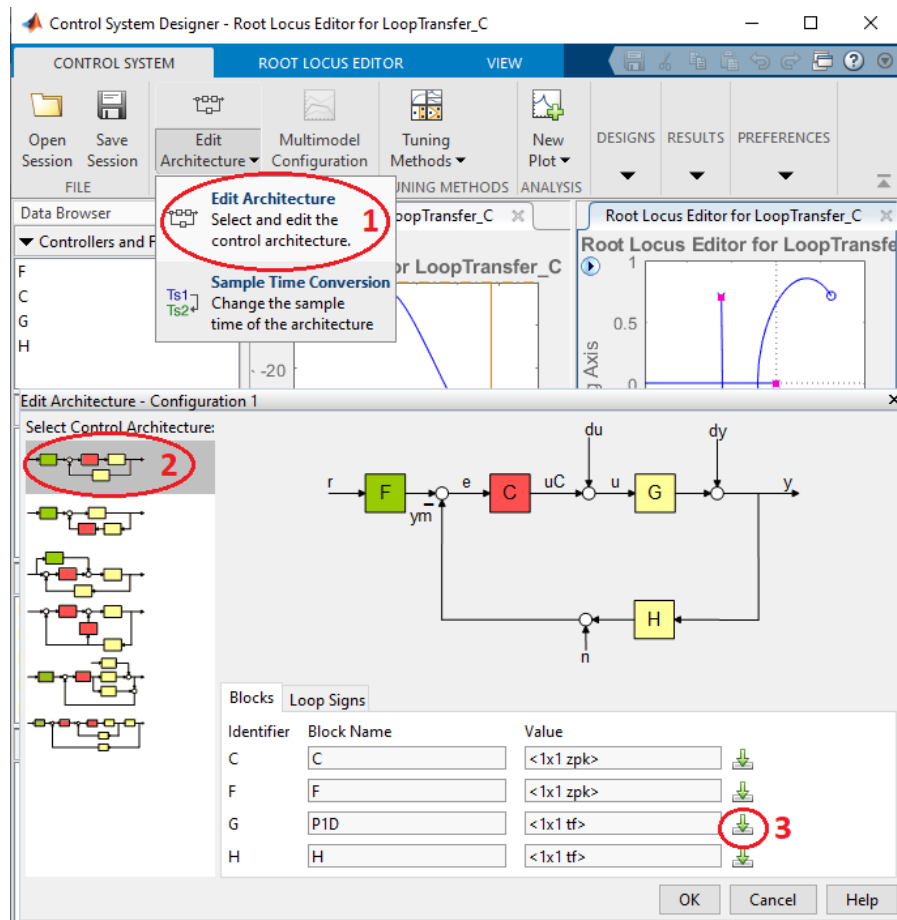 Control System Designer - Root Locus Editor for LoopTransfer_C
CONTROL SYSTEM
ROOT LOCUS EDITOR
VIEW
Open Session
Save Session
Edit Architecture
Multimodel Configuration
Tuning Methods
New Plot
DESIGNS
RESULTS
PREFERENCES
FILE
TUNING METHODS
ANALYSIS
Edit Architecture
Select and edit the
control architecture.
1
Sample Time Conversion
Change the sample
time of the architecture
Ts1
Ts2
Data Browser
Controllers and F
F
C
G
H
oopTransfer_C
or LoopTransfer_C
-20
Root Locus Editor for LoopTransfer_C
Root Locus Editor for LoopTransfe
1
0.5
0
g Axis
Edit Architecture - Configuration 1
Select Control Architecture:
2
r
F
ym
e
C
uC
du
u
G
dy
y
H
n
Blocks
Loop Signs
Identifier Block Name Value
C C <1x1 zpk>
F F <1x1 zpk>
G P1D <1x1 tf>
3
H H <1x1 tf>
OK
Cancel
Help